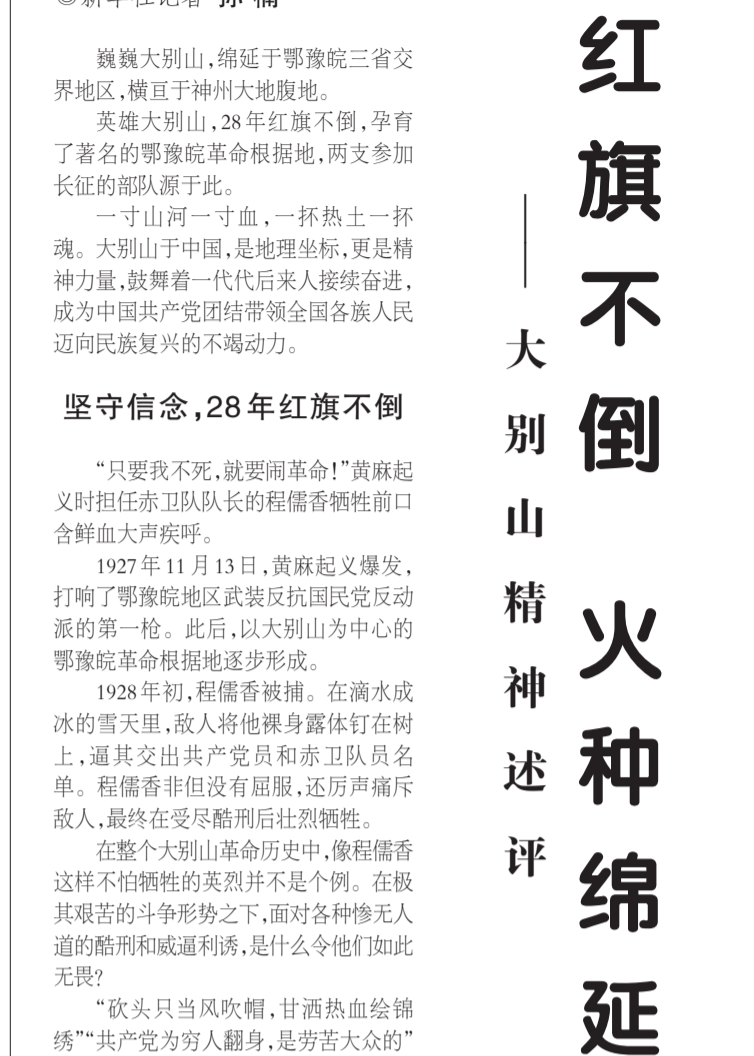 红旗不倒 火种绵延
——大别山精神述评
巍巍大别山,绵延于鄂豫皖三省交
界地区,横亘于神州大地腹地。
英雄大别山,28年红旗不倒,孕育
了著名的鄂豫皖革命根据地,两支参加
长征的部队源于此。
一寸山河一寸血,一抔热土一抔
魂。大别山于中国,是地理坐标,更是精
神力量,鼓舞着一代代后来人接续奋进,
成为中国共产党团结带领全国各族人民
迈向民族复兴的不竭动力。
坚守信念,28年红旗不倒
“只要我不死,就要闹革命!”黄麻起
义时担任赤卫队队长的程儒香牺牲前口
含鲜血大声疾呼。
1927年11月13日,黄麻起义爆发,
打响了鄂豫皖地区武装反抗国民党反动
派的第一枪。此后,以大别山为中心的
鄂豫皖革命根据地逐步形成。
1928年初,程儒香被捕。在滴水成
冰的雪天里,敌人将他裸身露体钉在树
上,逼其交出共产党员和赤卫队员名
单。程儒香非但没有屈服,还厉声痛斥
敌人,最终在受尽酷刑后壮烈牺牲。
在整个大别山革命历史中,像程儒香
这样不怕牺牲的英烈并不是个例。在极
其艰苦的斗争形势之下,面对各种惨无人
道的酷刑和威逼利诱,是什么令他们如此
无畏?
“砍头只当风吹帽,甘洒热血绘锦
绣”“共产党为穷人翻身,是劳苦大众的”